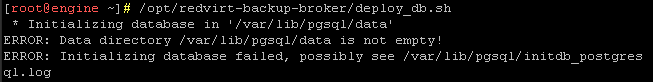 [root@engine ~]# /opt/redvirt-backup-broker/deploy_db.sh
 * Initializing database in '/var/lib/pgsql/data'
ERROR: Data directory /var/lib/pgsql/data is not empty!
ERROR: Initializing database failed, possibly see /var/lib/pgsql/initdb_postgres
ql.log